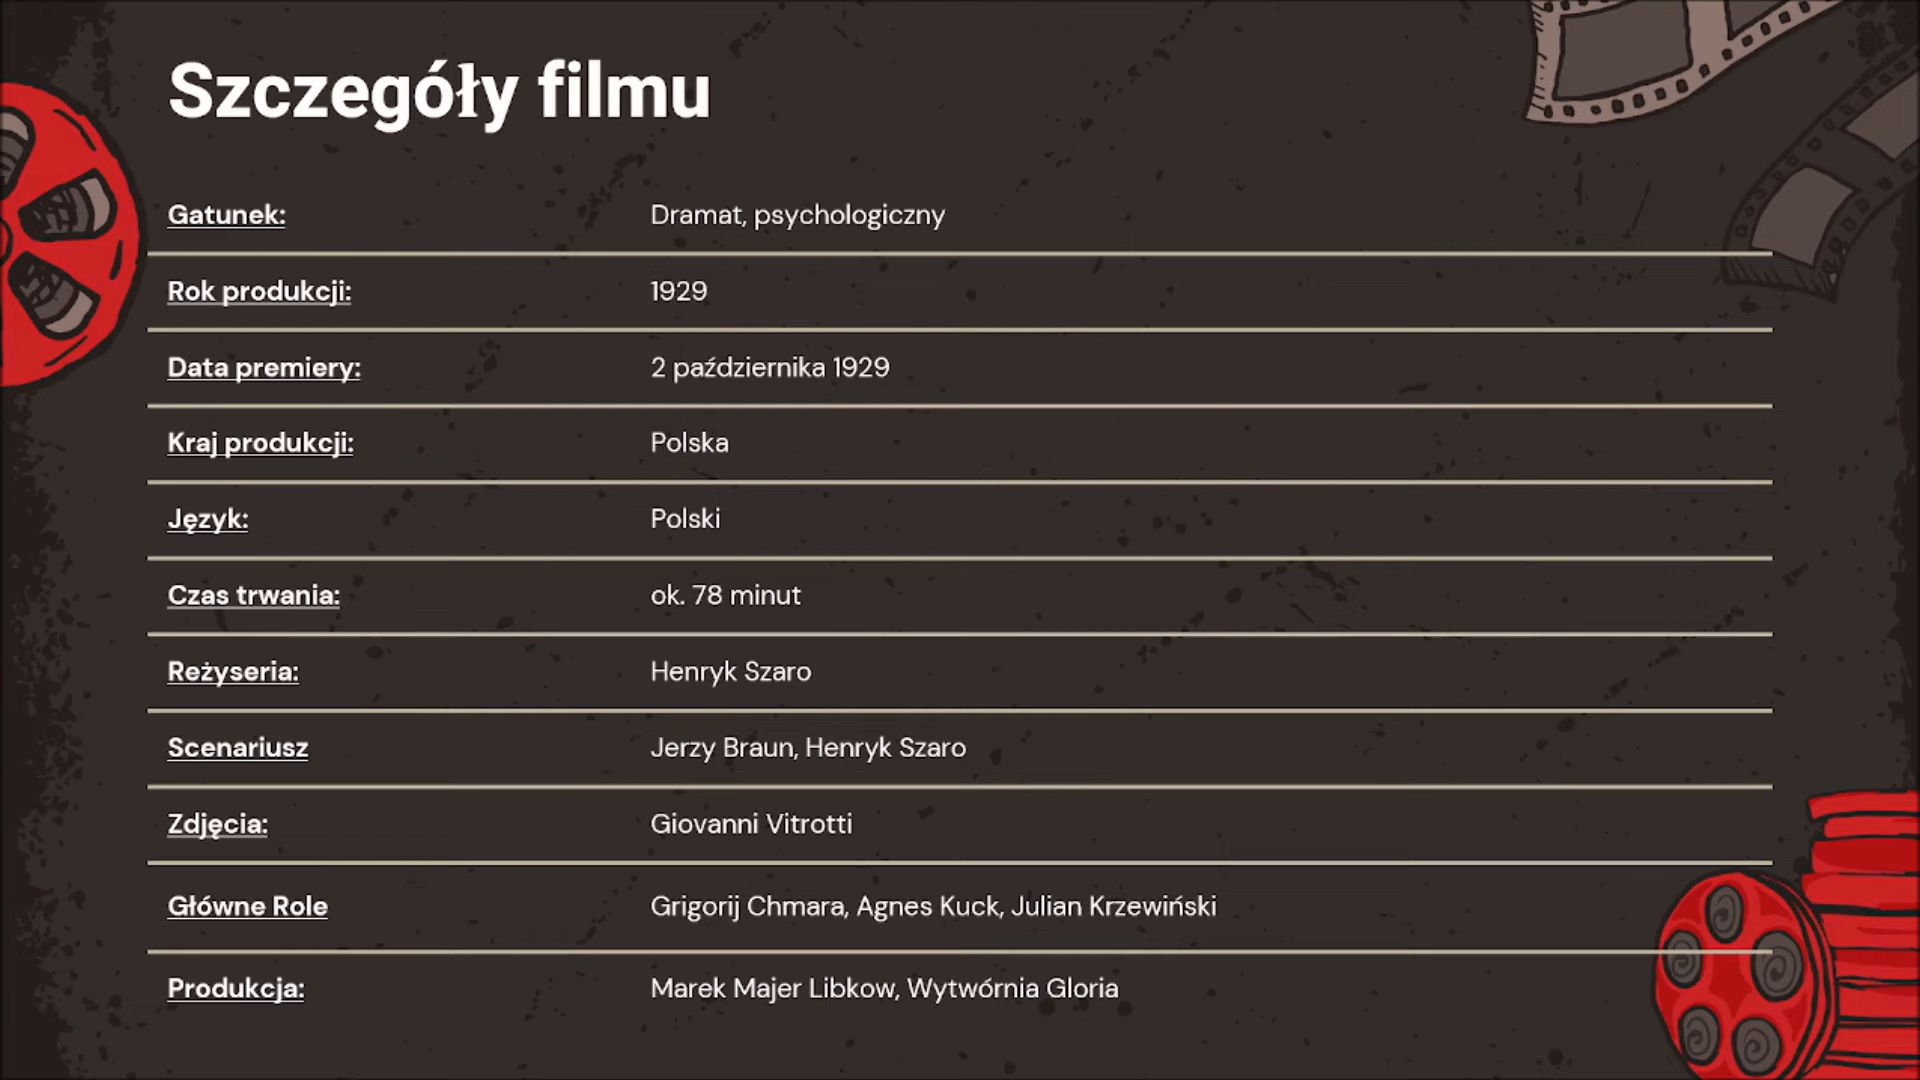 Szczegóły filmu
Gatunek: Dramat, psychologiczny
Rok produkcji: 1929
Data premiery: 2 października 1929
Kraj produkcji: Polska
Język: Polski
Czas trwania: ok. 78 minut
Reżyseria: Henryk Szaro
Scenariusz Jerzy Braun, Henryk Szaro
Zdjęcia: Giovanni Vitrotti
Główne Role Grigorij Chmara, Agnes Kuck, Julian Krzewiński
Produkcja: Marek Majer Libkow, Wytwórnia Gloria